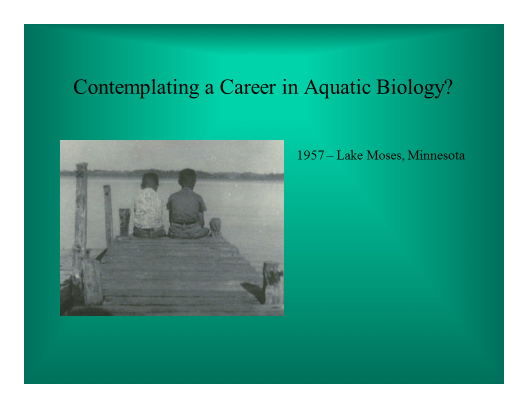 Contemplating a Career in Aquatic Biology?
1957 – Lake Moses, Minnesota